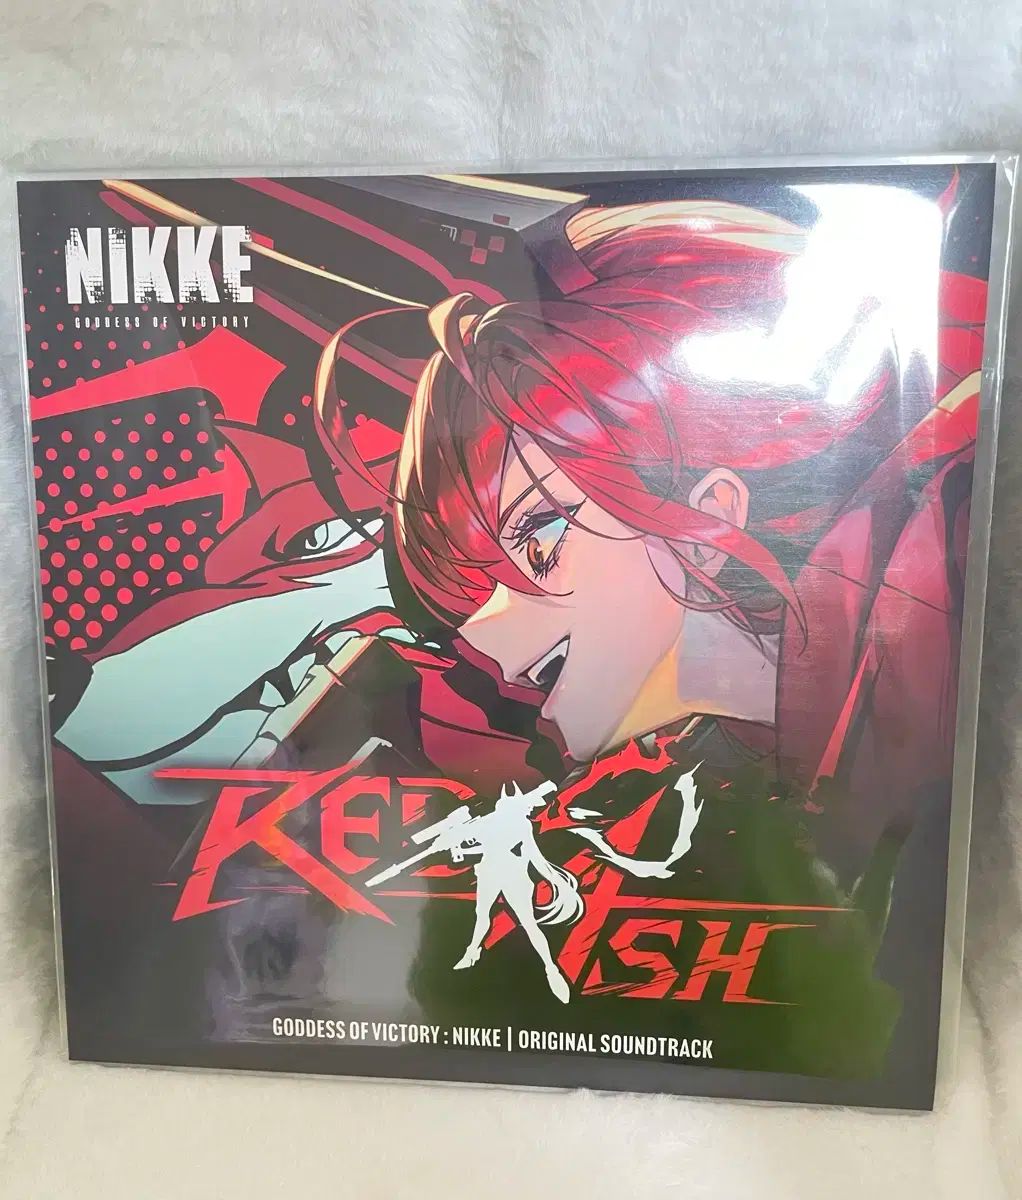 NIKKE
GODDESS OF VICTORY
RED ASH
GODDESS OF VICTORY : NIKKE | ORIGINAL SOUNDTRACK